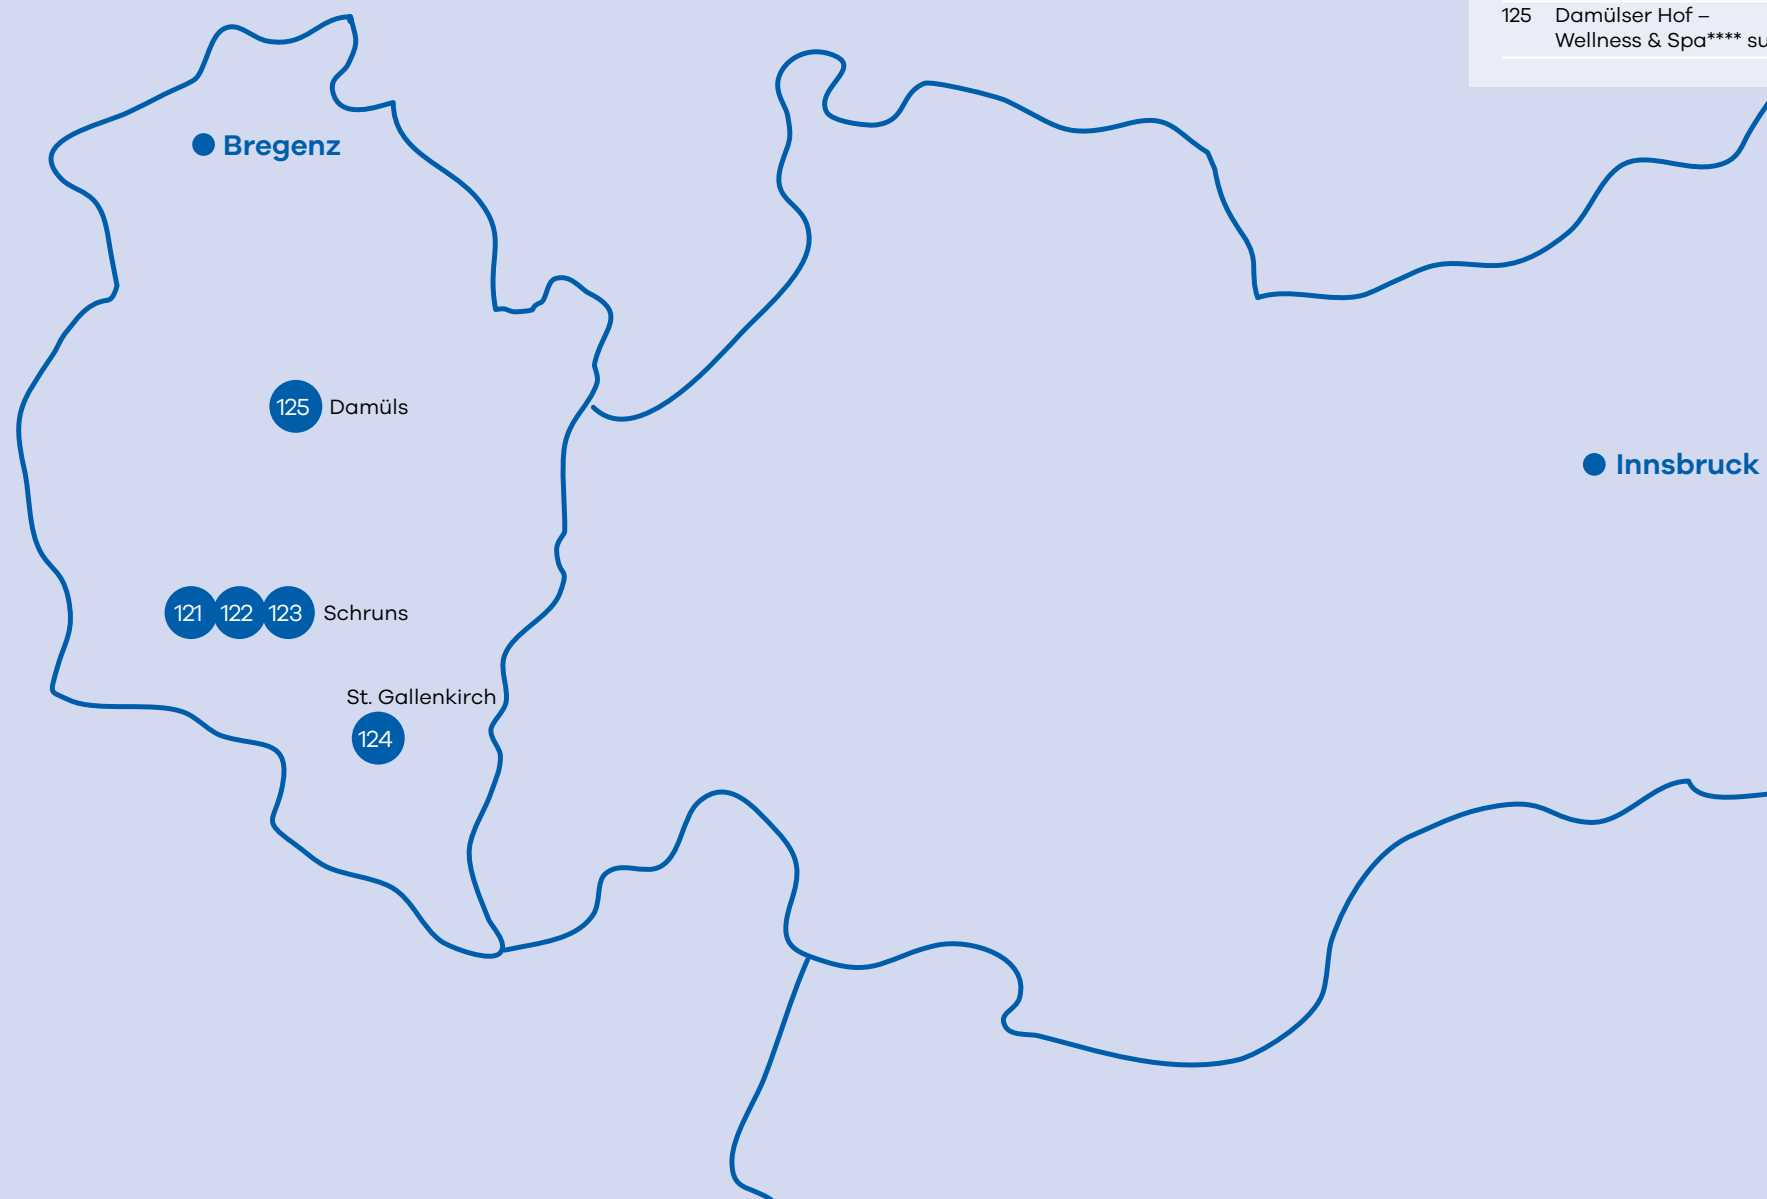 125 Damülser Hof –
Wellness & Spa****
Bregenz
125 Damüls
Innsbruck
121 122 123 Schruns
St. Gallenkirch
124